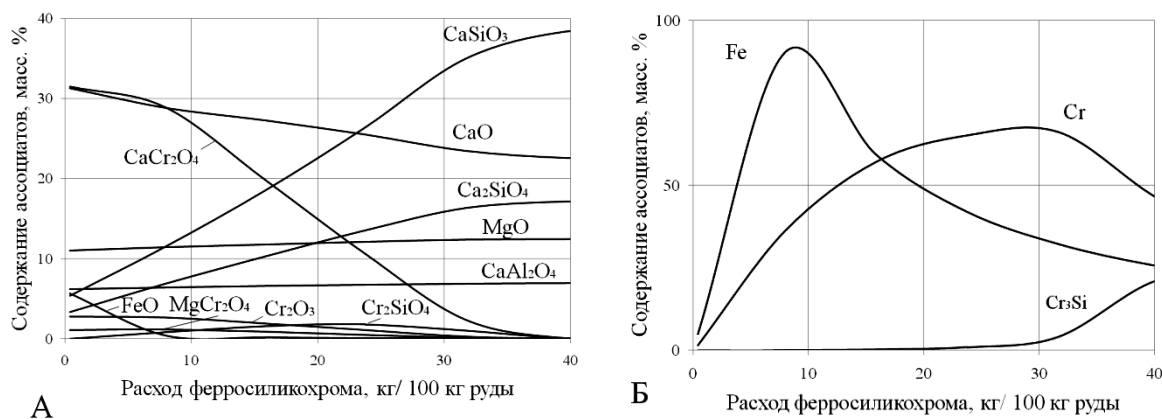 Содержание ассоциатов, масс. %
40
30
20
10
0
CaSiO₃
CaO
CaCr₂O₄
Ca₂SiO₄
MgO
CaAl₂O₄
FeO
MgCr₂O₄
Cr₂O₃
Cr₂SiO₄
0 10 20 30 40
Расход ферросиликохрома, кг/ 100 кг руды
А
Содержание ассоциатов, масс. %
100
50
0
Fe
Cr
Cr₃Si
0 10 20 30 40
Расход ферросиликохрома, кг/ 100 кг руды
Б